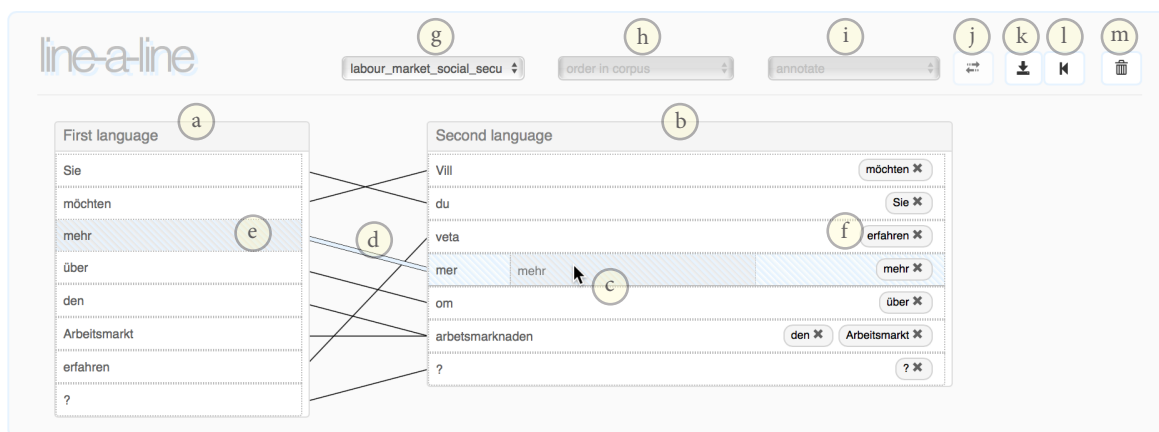 line-a-line
g
h
i
j
k
l
m
labour_market_social_secu
order in corpus
annotate
a
b
First language
Second language
Sie
Vill
möchten ✖
möchten
du
Sie ✖
mehr
e
d
veta
f
erfahren ✖
über
mer
mehr
c
mehr ✖
den
om
über ✖
Arbeitsmarkt
arbetsmarknaden
den ✖
Arbeitsmarkt ✖
erfahren
?
? ✖
?